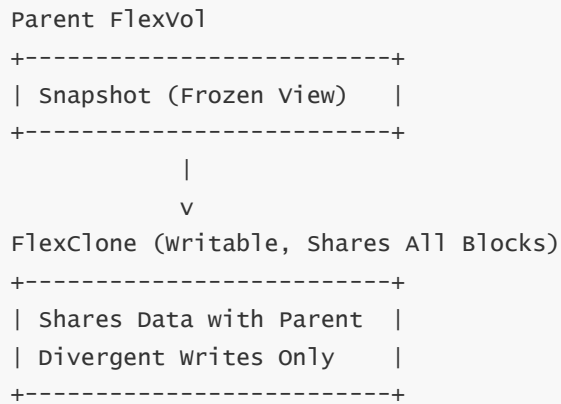 Parent FlexVol
+--------------------------+
| Snapshot (Frozen View)   |
+--------------------------+
            |
            v
FlexClone (Writable, Shares All Blocks)
+--------------------------+
| Shares Data with Parent  |
| Divergent Writes Only    |
+--------------------------+